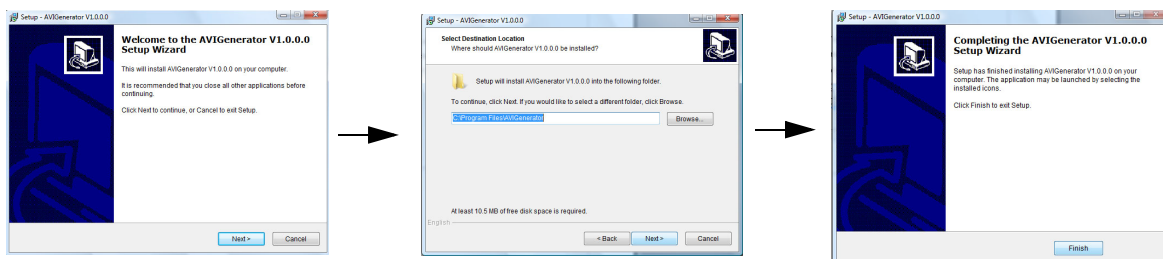 Setup - AVIGenerator V1.0.0.0
Welcome to the AVIGenerator V1.0.0.0
Setup Wizard
This will install AVIGenerator V1.0.0.0 on your computer.
It is recommended that you close all other applications before
continuing.
Click Next to continue, or Cancel to exit Setup.
Next >
Cancel
Setup - AVIGenerator V1.0.0.0
Select Destination Location
Where should AVIGenerator V1.0.0.0 be installed?
Setup will install AVIGenerator V1.0.0.0 into the following folder.
To continue, click Next. If you would like to select a different folder, click Browse.
C:\Program Files\AVIGenerator
Browse...
At least 10.5 MB of free disk space is required.
English
< Back
Next >
Cancel
Setup - AVIGenerator V1.0.0.0
Completing the AVIGenerator V1.0.0.0
Setup Wizard
Setup has finished installing AVIGenerator V1.0.0.0 on your
computer. The application may be launched by selecting the
installed icons.
Click Finish to exit Setup.
Finish